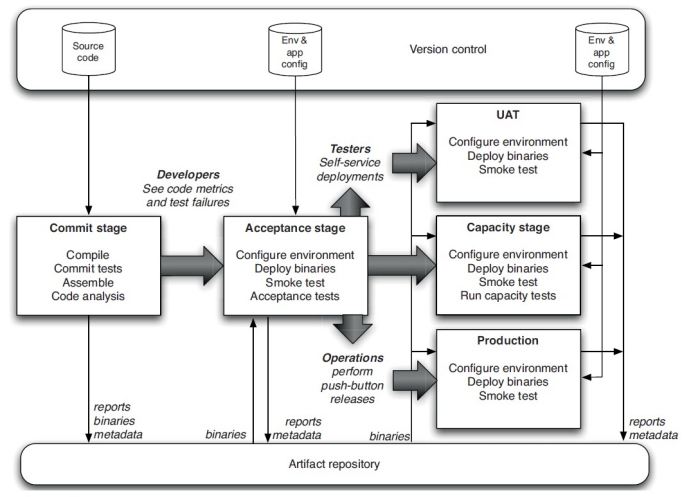 Source
code
Env &
app
config
Version control
Env &
app
config
Developers
See code metrics
and test failures
Testers
Self-service
deployments
UAT
Configure environment
Deploy binaries
Smoke test
Commit stage
Compile
Commit tests
Assemble
Code analysis
Acceptance stage
Configure environment
Deploy binaries
Smoke test
Acceptance tests
Capacity stage
Configure environment
Deploy binaries
Smoke test
Run capacity tests
Operations
perform
push-button
releases
Production
Configure environment
Deploy binaries
Smoke test
reports
binaries
metadata
binaries
reports
metadata
binaries
reports
metadata
Artifact repository